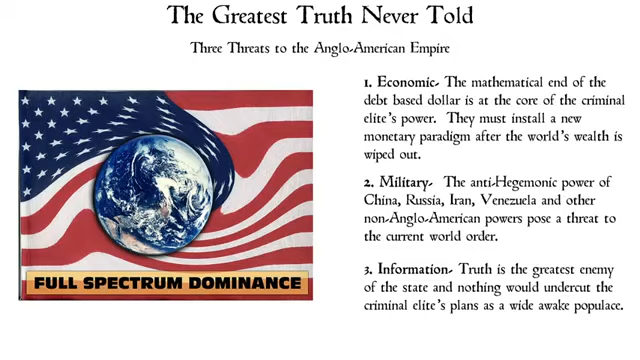 The Greatest Truth Never Told
Three Threats to the Anglo-American Empire
1. Economic- The mathematical end of the
debt based dollar is at the core of the criminal
elite's power. They must install a new
monetary paradigm after the world's wealth is
wiped out.
2. Military- The anti-Hegemonic power of
China, Russia, Iran, Venezuela and other
non-Anglo-American powers pose a threat to
the current world order.
3. Information- Truth is the greatest enemy
of the state and nothing would undercut the
criminal elite's plans as a wide awake populace.
FULL SPECTRUM DOMINANCE